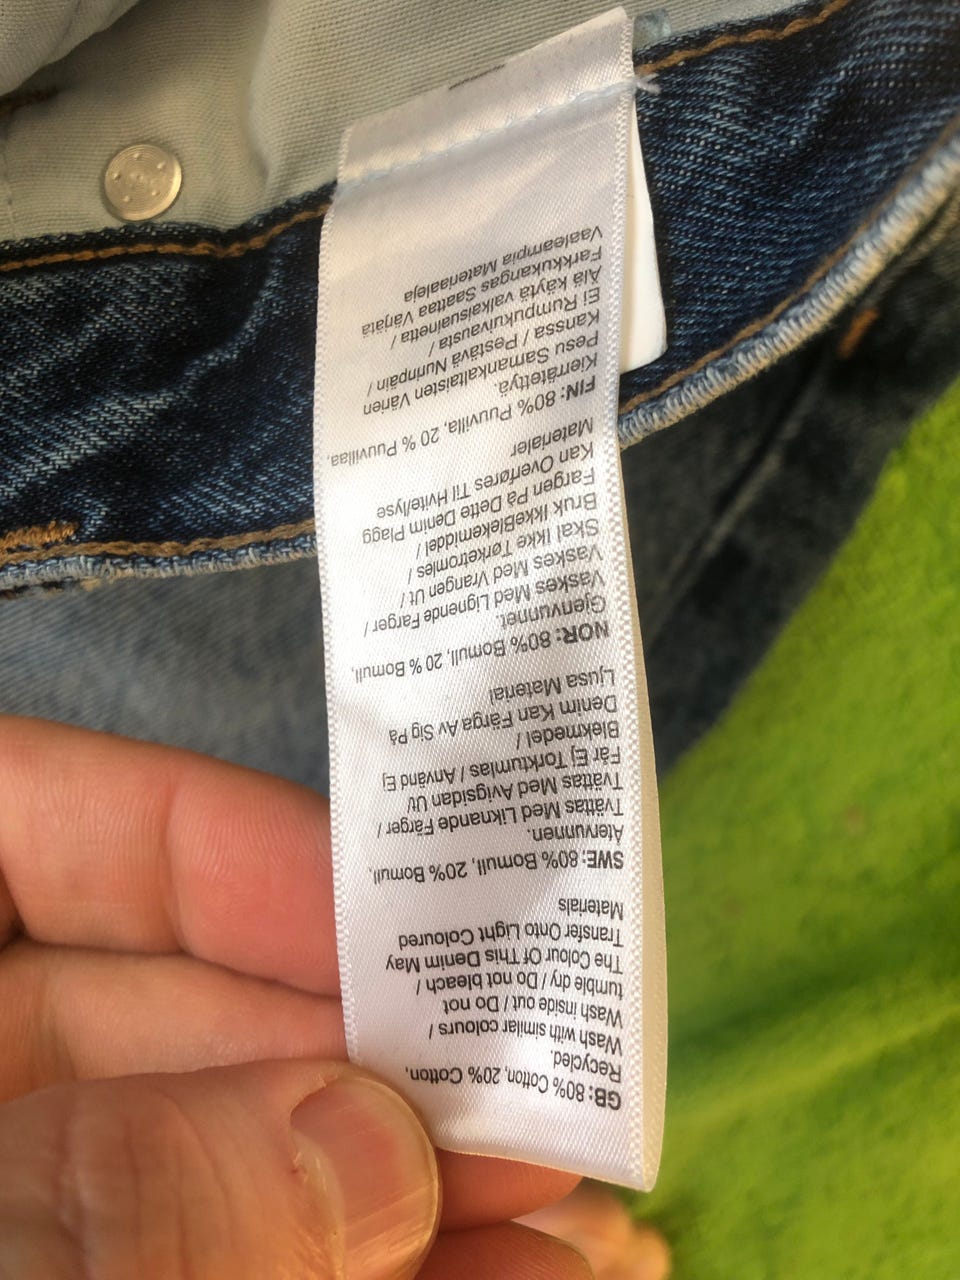 GB: 80% Cotton, 20% Cotton,
Recycled.
Wash with similar colours /
Wash inside out / Do not
tumble dry / Do not bleach /
The Colour Of This Denim May
Transfer Onto Light Coloured
Materials
SWE: 80% Bomull, 20% Bomull,
Återvunnen.
Tvättas Med Liknande Färger /
Tvättas Med Avigsidan Ut /
Får Ej Torktumlas / Använd Ej
Blekmedel /
Denim Kan Färga Av Sig På
Ljusa Material
NOR: 80% Bomull, 20 % Bomull,
Gjenvunnet.
Vaskes Med Lignende Farger /
Vaskes Med Vrangen Ut /
Skal Ikke Tørketromles /
Bruk IkkeBlekemiddel /
Fargen På Dette Denim Plagg
Kan Overføres Til Hvite/lyse
Materialer
FIN: 80% Puuvilla, 20 % Puuvillaa,
Kierrätettyä.
Pesu Samankaltaisten Värien
Kanssa / Pestävä Nurinpäin /
Ei Rumpukuivausta /
Älä käytä valkaisuainetta /
Farkkukangas Saattaa Värjätä
Vaaleampia Materiaaleja